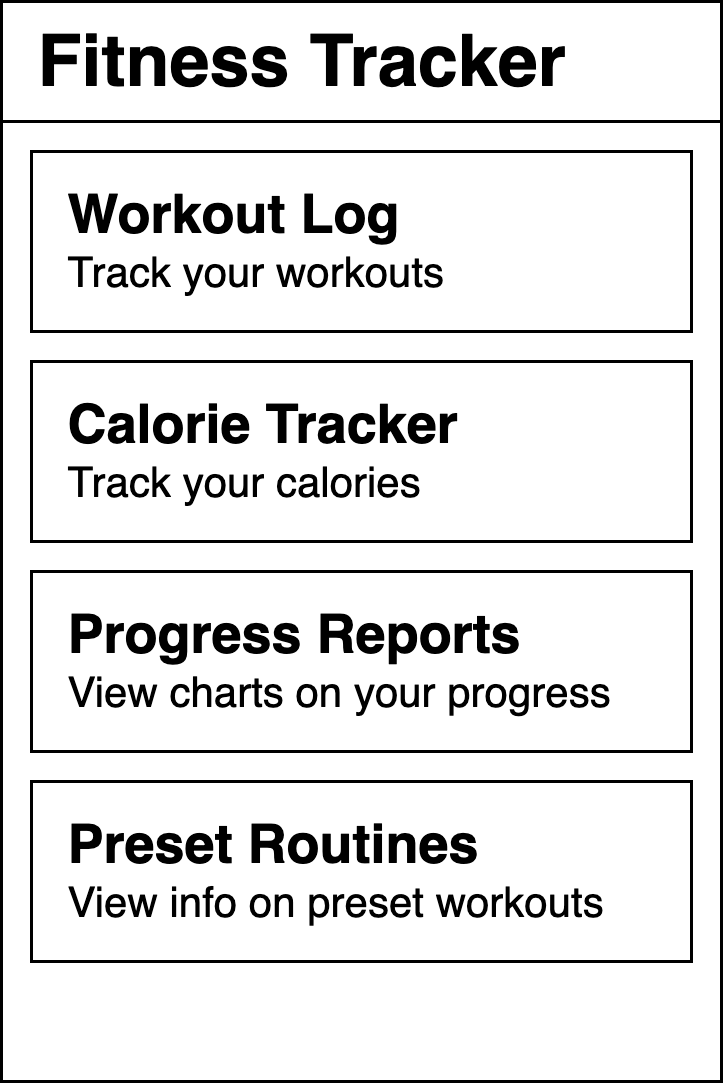 Fitness Tracker
Workout Log
Track your workouts
Calorie Tracker
Track your calories
Progress Reports
View charts on your progress
Preset Routines
View info on preset workouts